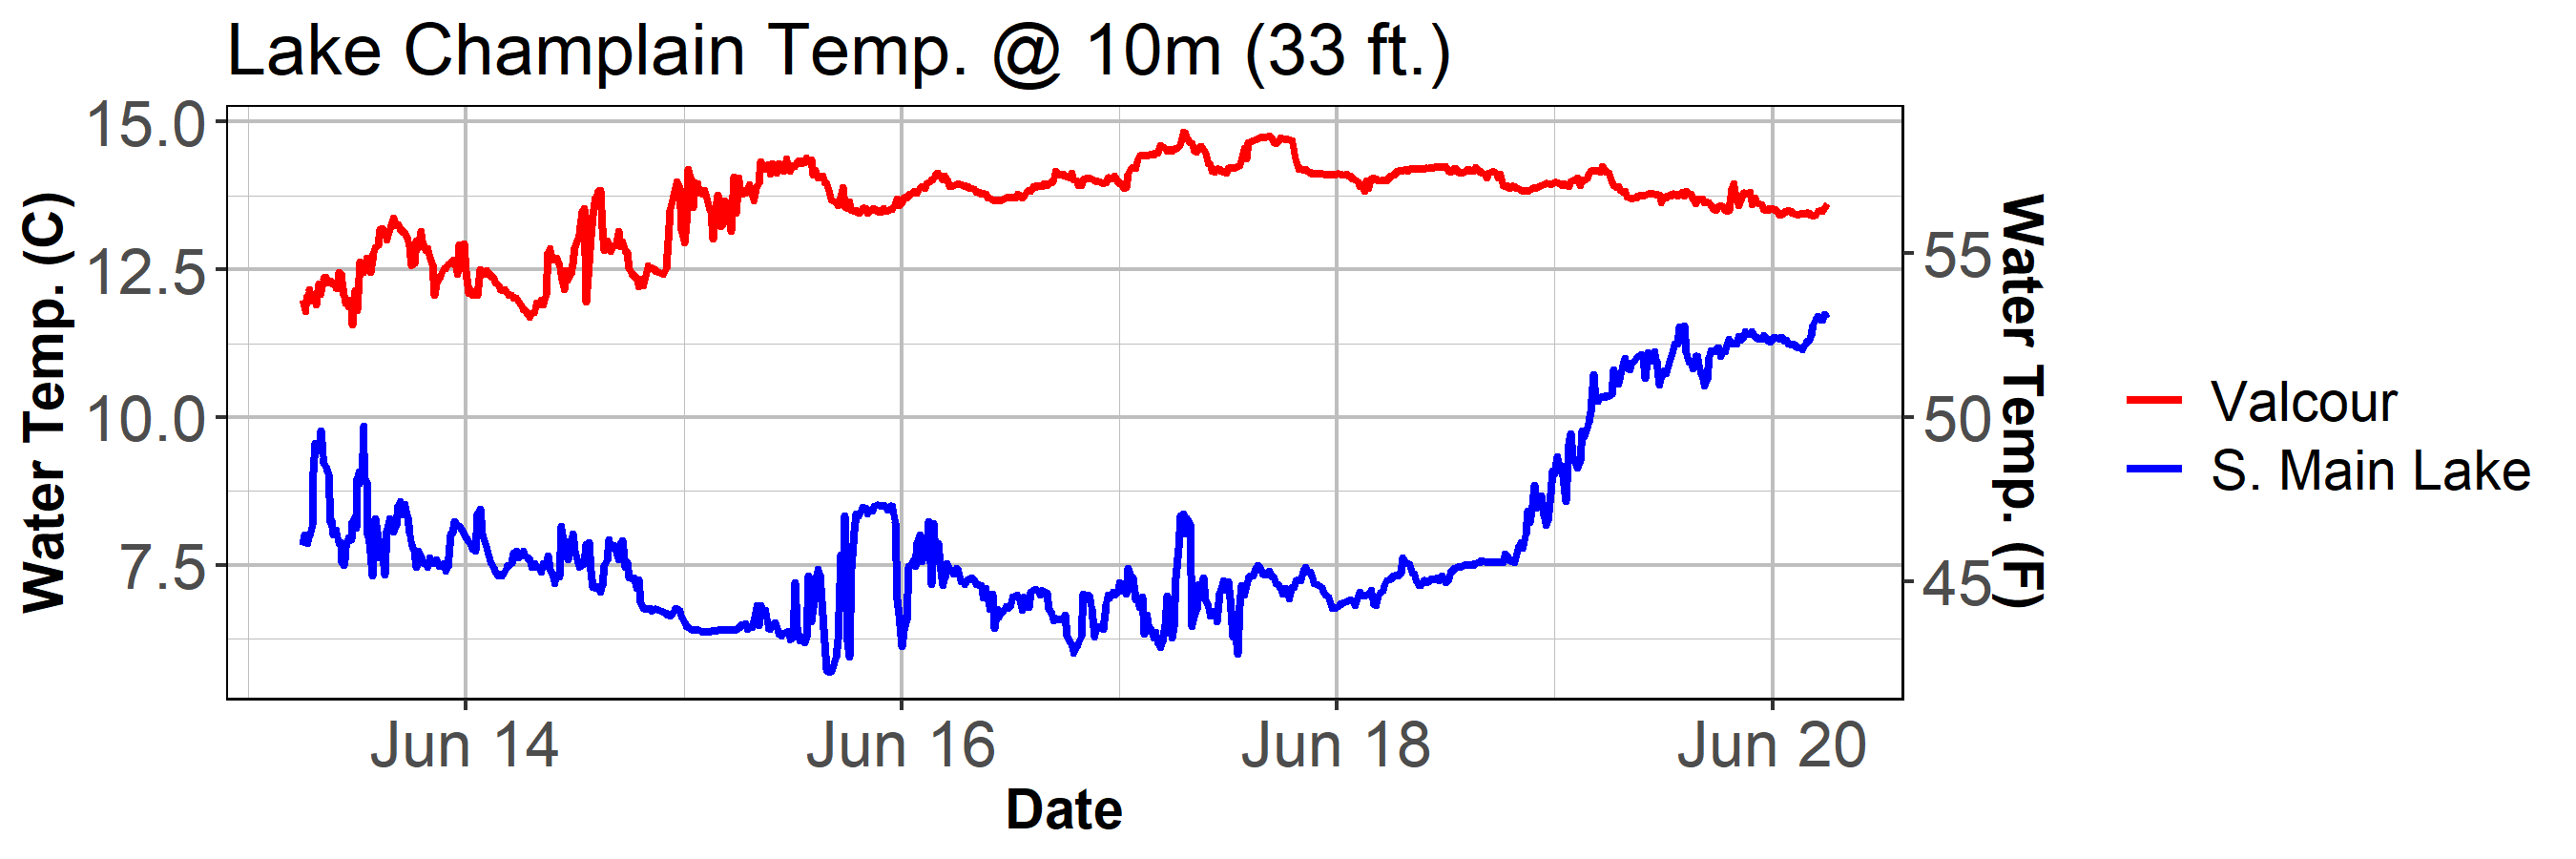 Lake Champlain Temp. @ 10m (33 ft.)
15.0
12.5
10.0
7.5
Water Temp. (C)
55
50
45
Water Temp. (F)
Jun 14
Jun 16
Jun 18
Jun 20
Date
Valcour
S. Main Lake